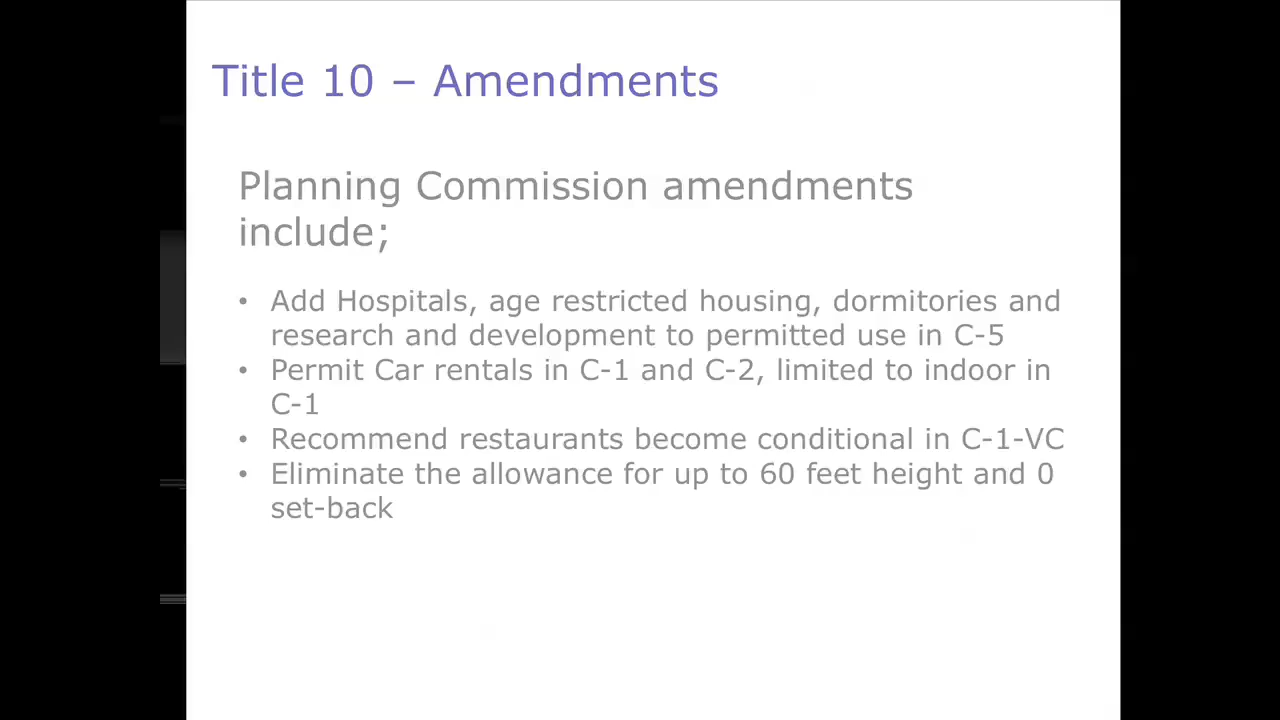 Title 10 – Amendments
Planning Commission amendments
include;
• Add Hospitals, age restricted housing, dormitories and
research and development to permitted use in C-5
• Permit Car rentals in C-1 and C-2, limited to indoor in
C-1
• Recommend restaurants become conditional in C-1-VC
• Eliminate the allowance for up to 60 feet height and 0
set-back